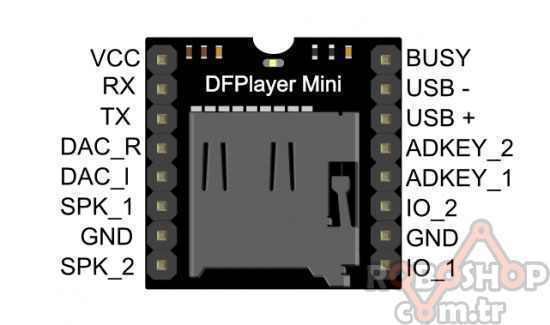 VCC
RX
TX
DAC_R
DAC_I
SPK_1
GND
SPK_2
DFPlayer Mini
BUSY
USB -
USB +
ADKEY_2
ADKEY_1
IO_2
GND
IO_1
ROBOSHOP
com.tr